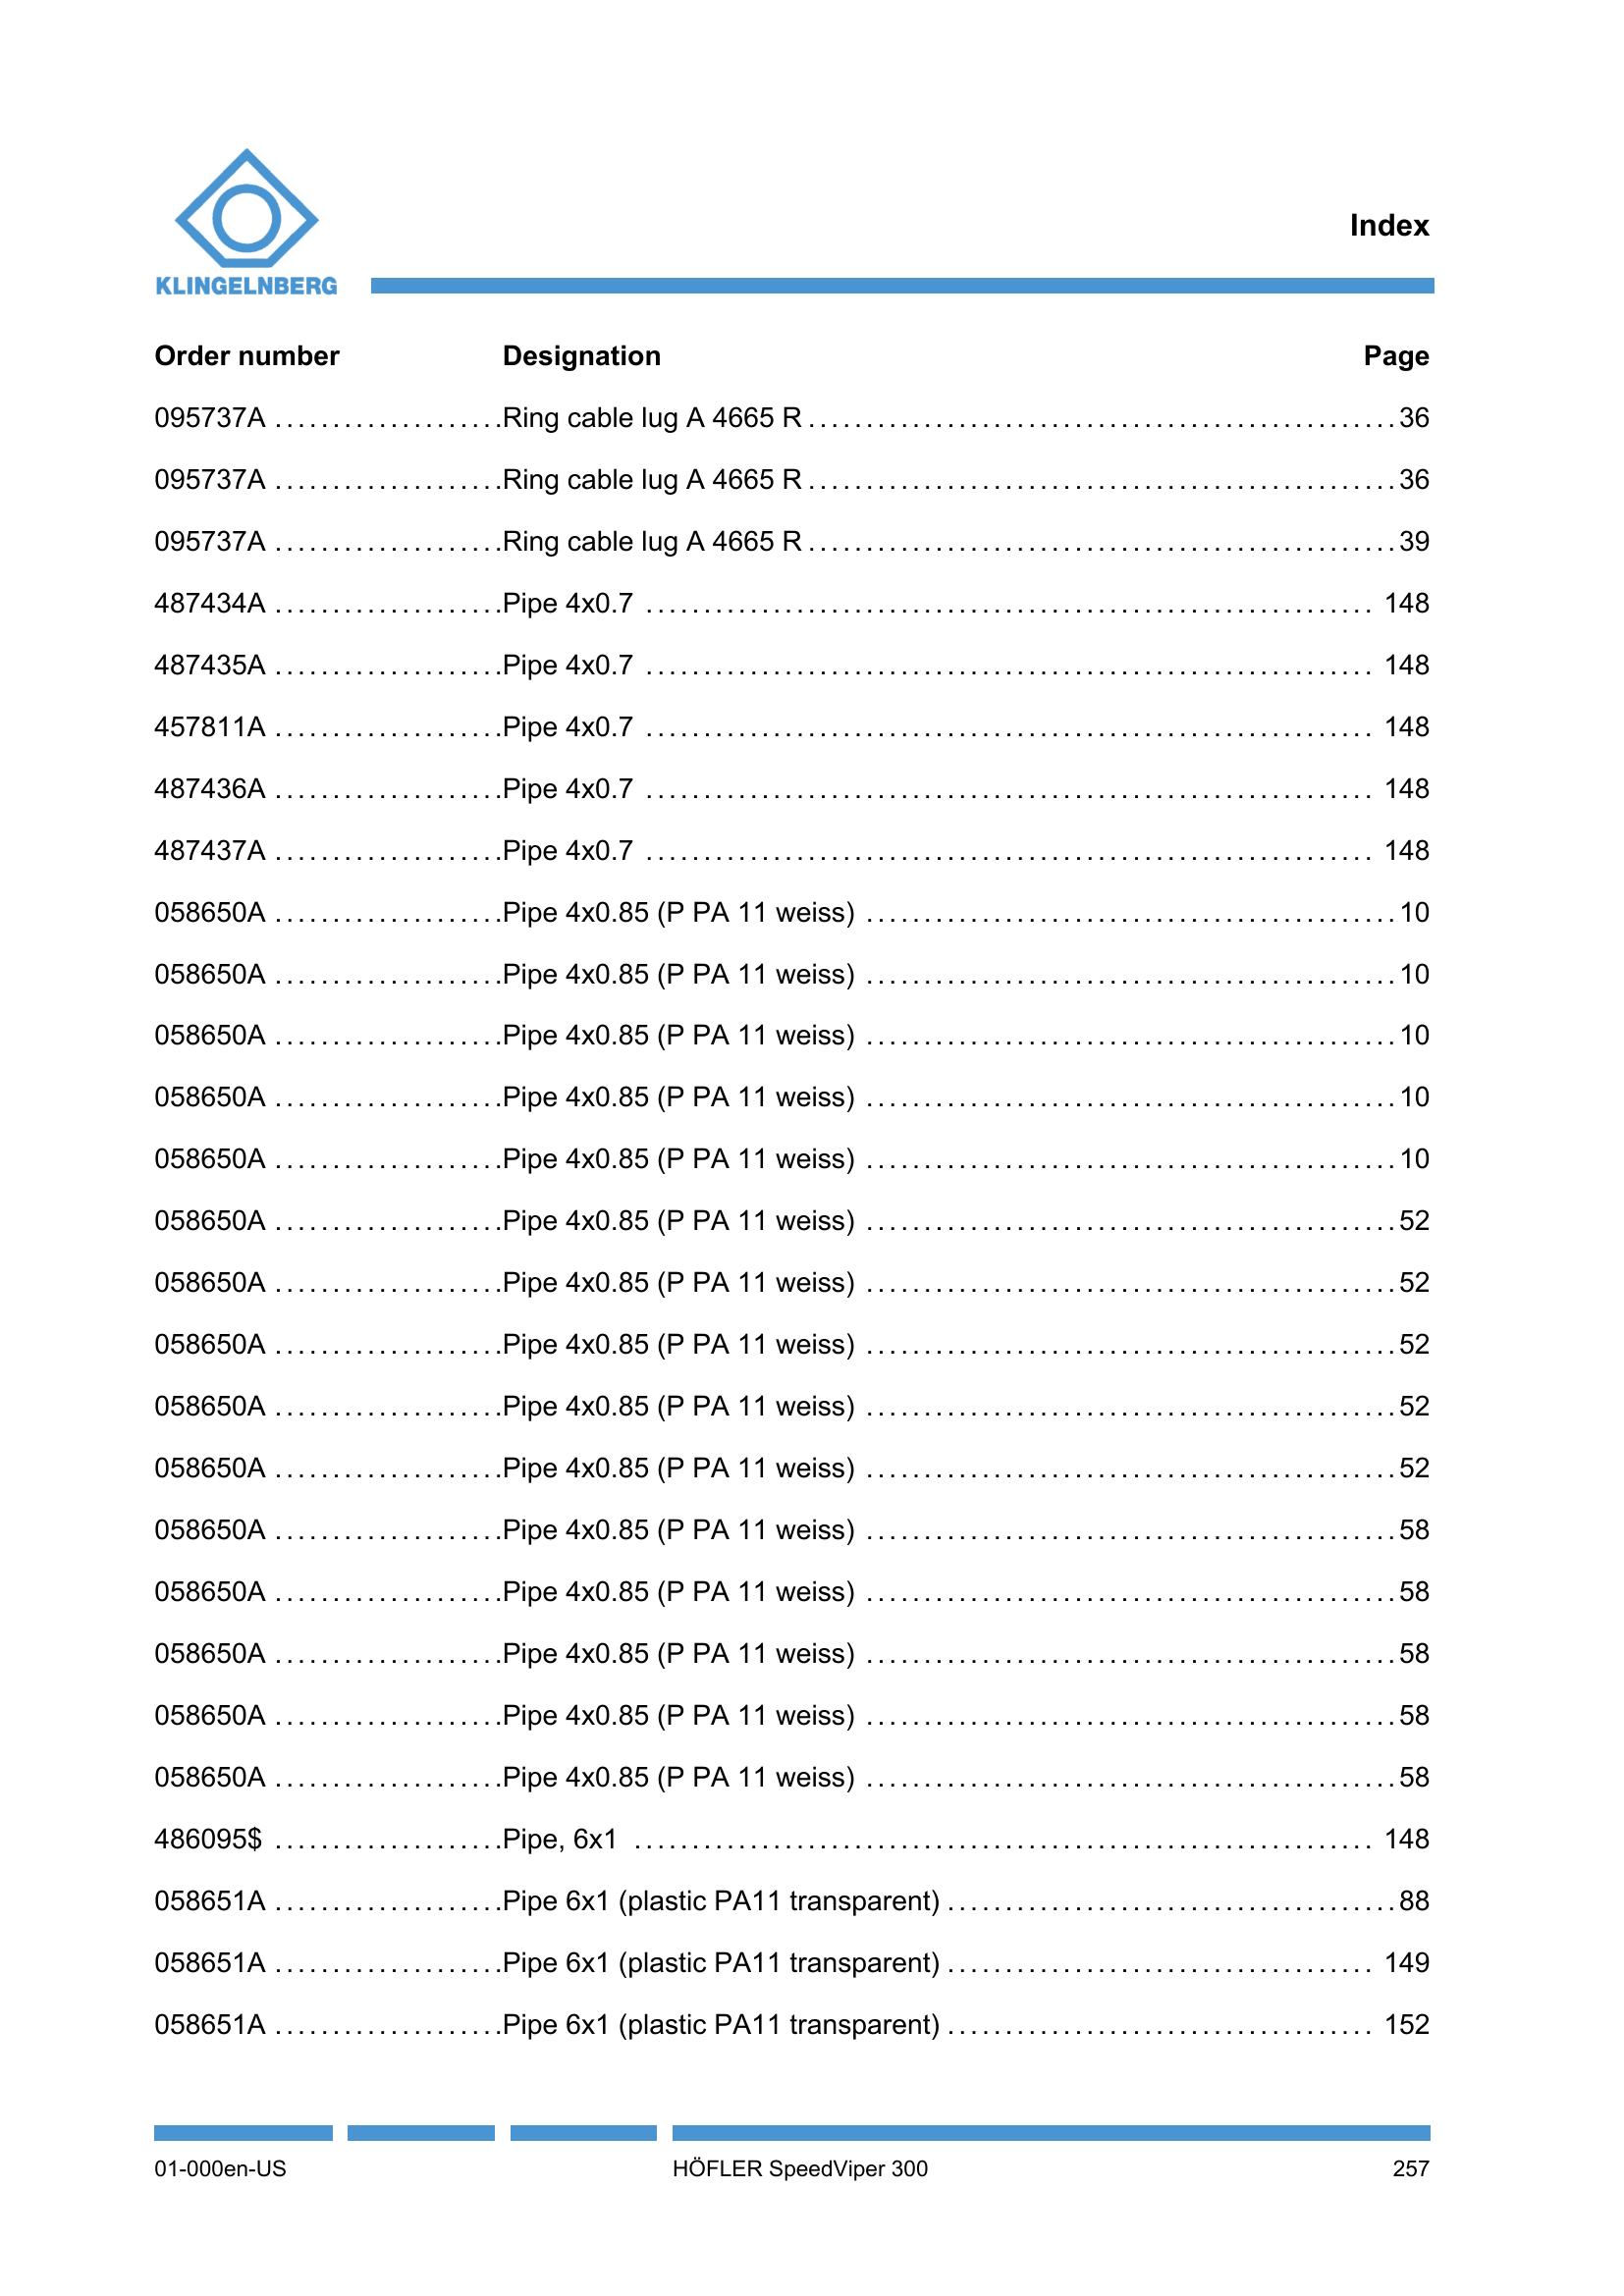 KLINGELNBERG
Index
Order number Designation Page
095737A ....................Ring cable lug A 4665 R ................................................... 36
095737A ....................Ring cable lug A 4665 R ................................................... 36
095737A ....................Ring cable lug A 4665 R ................................................... 39
487434A ....................Pipe 4x0.7 ............................................................... 148
487435A ....................Pipe 4x0.7 ............................................................... 148
457811A ....................Pipe 4x0.7 ............................................................... 148
487436A ....................Pipe 4x0.7 ............................................................... 148
487437A ....................Pipe 4x0.7 ............................................................... 148
058650A ....................Pipe 4x0.85 (P PA 11 weiss) .............................................. 10
058650A ....................Pipe 4x0.85 (P PA 11 weiss) .............................................. 10
058650A ....................Pipe 4x0.85 (P PA 11 weiss) .............................................. 10
058650A ....................Pipe 4x0.85 (P PA 11 weiss) .............................................. 10
058650A ....................Pipe 4x0.85 (P PA 11 weiss) .............................................. 10
058650A ....................Pipe 4x0.85 (P PA 11 weiss) .............................................. 52
058650A ....................Pipe 4x0.85 (P PA 11 weiss) .............................................. 52
058650A ....................Pipe 4x0.85 (P PA 11 weiss) .............................................. 52
058650A ....................Pipe 4x0.85 (P PA 11 weiss) .............................................. 52
058650A ....................Pipe 4x0.85 (P PA 11 weiss) .............................................. 52
058650A ....................Pipe 4x0.85 (P PA 11 weiss) .............................................. 58
058650A ....................Pipe 4x0.85 (P PA 11 weiss) .............................................. 58
058650A ....................Pipe 4x0.85 (P PA 11 weiss) .............................................. 58
058650A ....................Pipe 4x0.85 (P PA 11 weiss) .............................................. 58
058650A ....................Pipe 4x0.85 (P PA 11 weiss) .............................................. 58
486095$ ....................Pipe, 6x1 ................................................................ 148
058651A ....................Pipe 6x1 (plastic PA11 transparent) ....................................... 88
058651A ....................Pipe 6x1 (plastic PA11 transparent) ..................................... 149
058651A ....................Pipe 6x1 (plastic PA11 transparent) ..................................... 152
01-000en-US HÖFLER SpeedViper 300 257